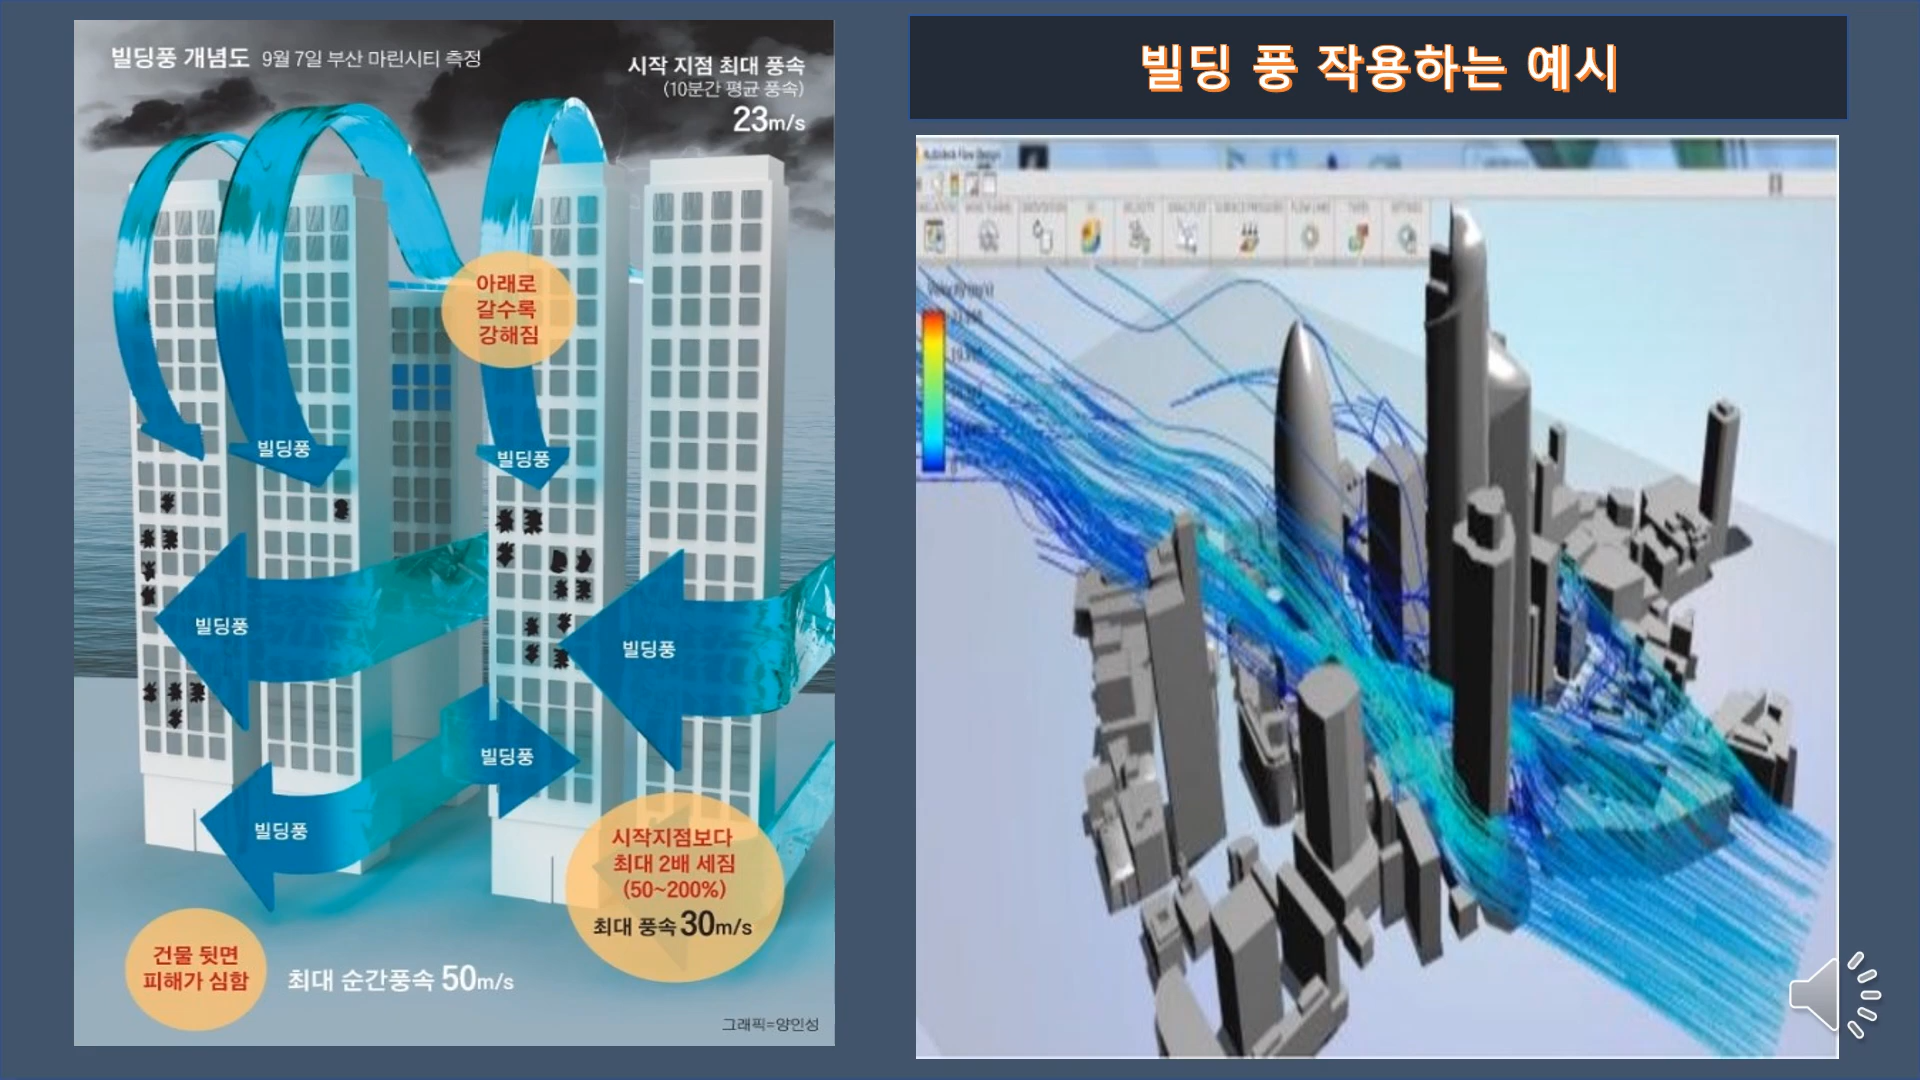 빌딩풍 개념도 9월 7일 부산 마린시티 측정
시작 지점 최대 풍속
(10분간 평균 풍속)
23m/s
아래로
갈수록
강해짐
빌딩풍
빌딩풍
빌딩풍
빌딩풍
빌딩풍
빌딩풍
시작지점보다
최대 2배 세짐
(50~200%)
최대 풍속 30m/s
건물 뒷면
피해가 심함
최대 순간풍속 50m/s
그래픽=양인성
빌딩 풍 작용하는 예시
Autodesk Flow Design
Velocity (m/s)